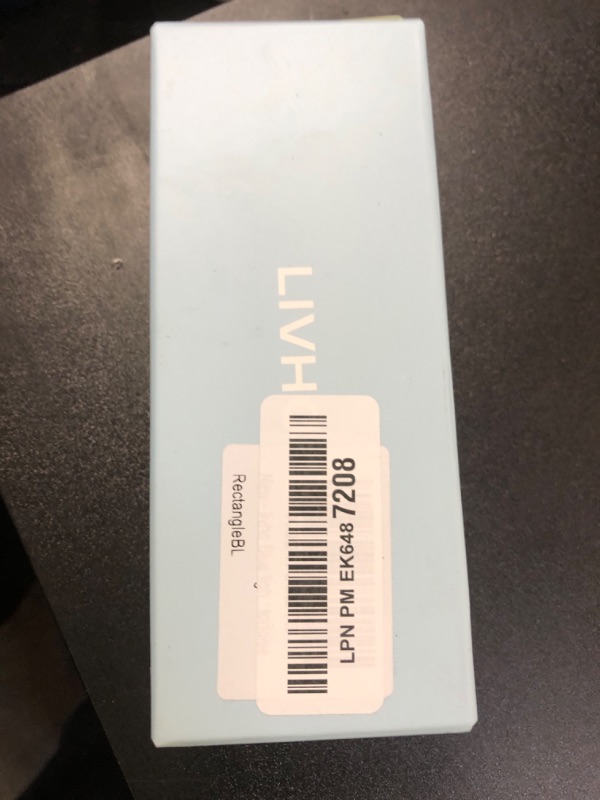 LIVH
LPN PM EK648 7208
RectangleBL